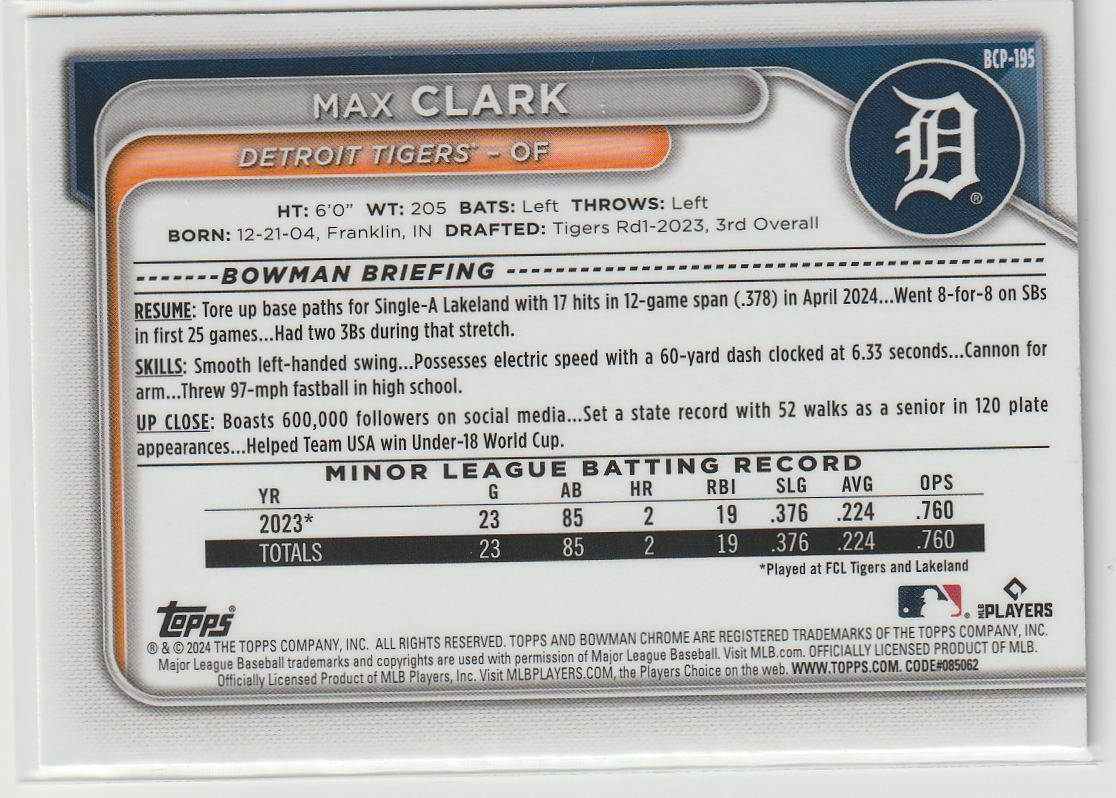 BCP-195
MAX CLARK
D
®
DETROIT TIGERS® – OF
HT: 6'0" WT: 205 BATS: Left THROWS: Left
BORN: 12-21-04, Franklin, IN DRAFTED: Tigers Rd1-2023, 3rd Overall
BOWMAN BRIEFING
RESUME: Tore up base paths for Single-A Lakeland with 17 hits in 12-game span (.378) in April 2024...Went 8-for-8 on SBs
in first 25 games...Had two 3Bs during that stretch.
SKILLS: Smooth left-handed swing...Possesses electric speed with a 60-yard dash clocked at 6.33 seconds...Cannon for
arm...Threw 97-mph fastball in high school.
UP CLOSE: Boasts 600,000 followers on social media...Set a state record with 52 walks as a senior in 120 plate
appearances...Helped Team USA win Under-18 World Cup.
MINOR LEAGUE BATTING RECORD
YR G AB HR RBI SLG AVG OPS
2023* 23 85 2 19 .376 .224 .760
TOTALS 23 85 2 19 .376 .224 .760
*Played at FCL Tigers and Lakeland
Topps®
® MLB PLAYERS
® & © 2024 THE TOPPS COMPANY, INC. ALL RIGHTS RESERVED. TOPPS AND BOWMAN CHROME ARE REGISTERED TRADEMARKS OF THE TOPPS COMPANY, INC.
Major League Baseball trademarks and copyrights are used with permission of Major League Baseball. Visit MLB.com. OFFICIALLY LICENSED PRODUCT OF MLB.
Officially Licensed Product of MLB Players, Inc. Visit MLBPLAYERS.COM, the Players Choice on the web. WWW.TOPPS.COM. CODE#085062